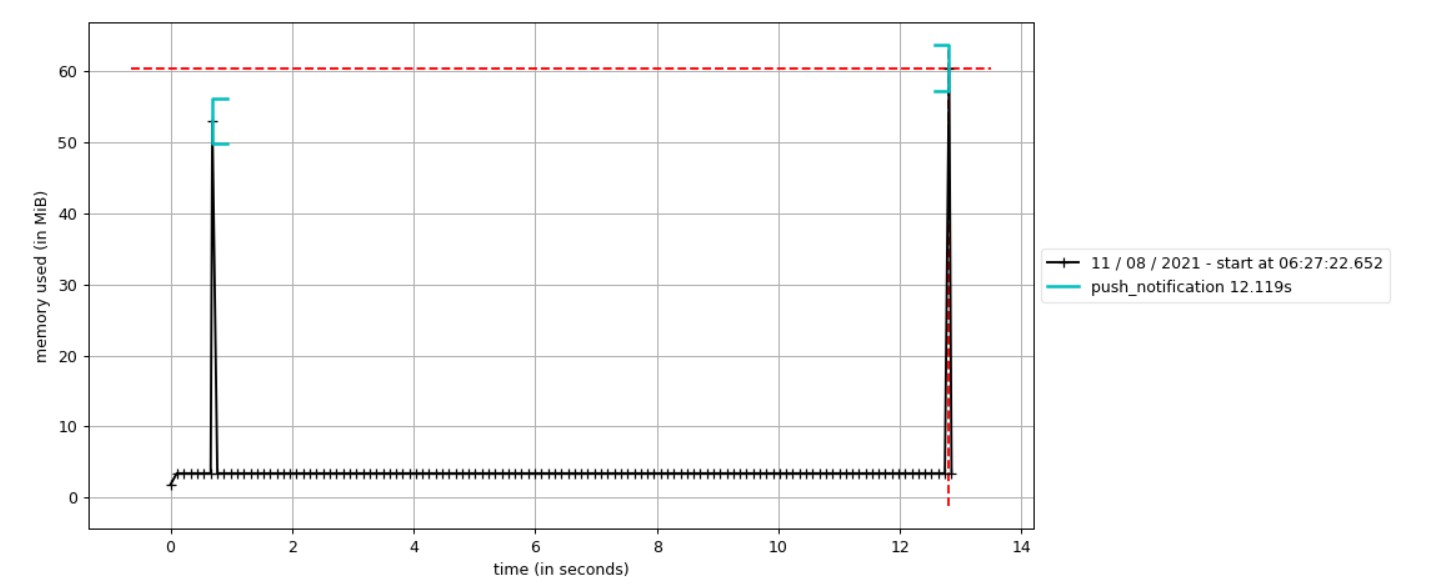 60
50
40
30
20
10
0
memory used (in MiB)
0 2 4 6 8 10 12 14
time (in seconds)
11 / 08 / 2021 - start at 06:27:22.652
push_notification 12.119s